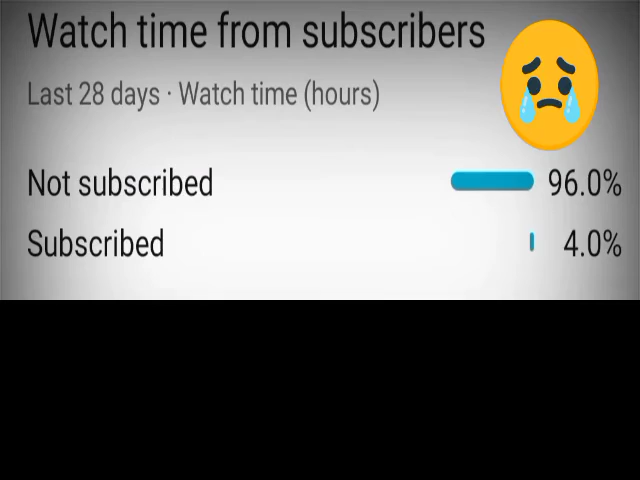 Watch time from subscribers
Last 28 days · Watch time (hours)
Not subscribed 96.0%
Subscribed 4.0%